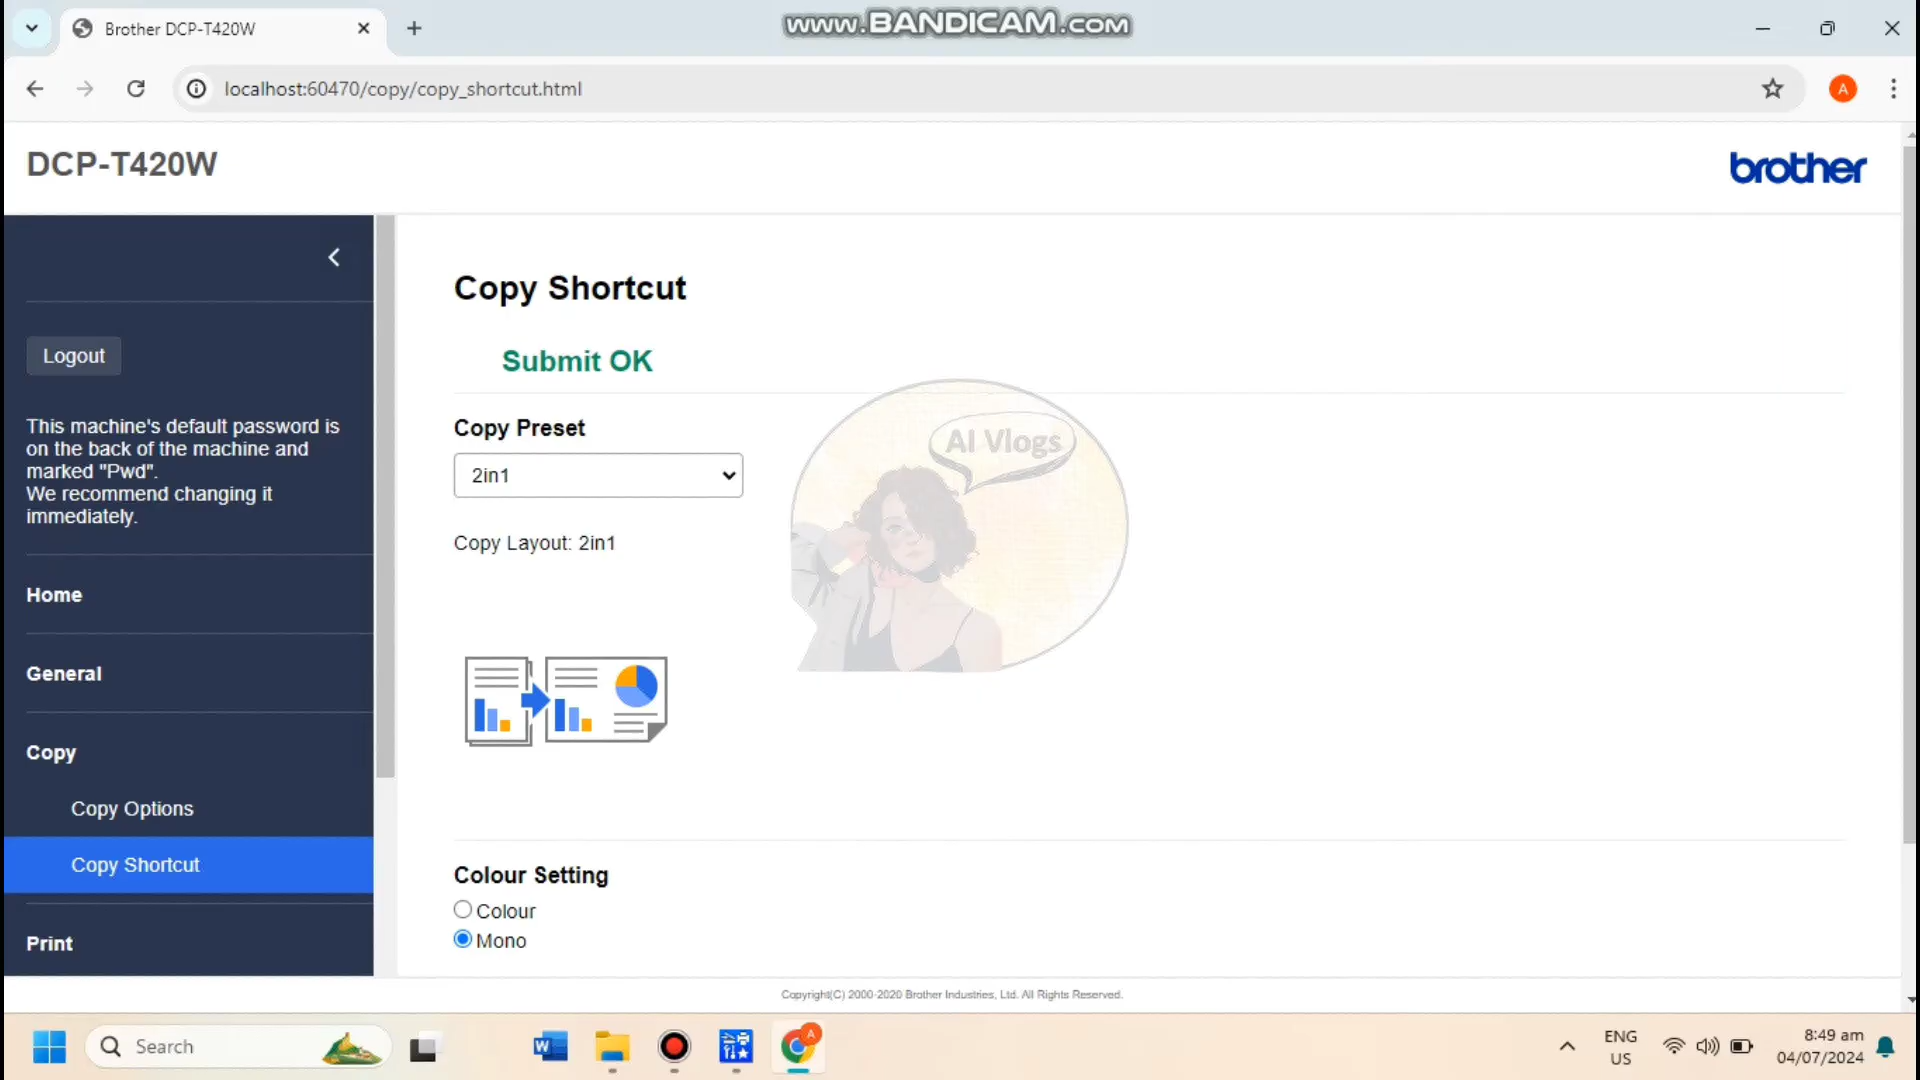 Brother DCP-T420W
www.BANDICAM.com
localhost:60470/copy/copy_shortcut.html
A
DCP-T420W
brother
Logout
This machine's default password is
on the back of the machine and
marked "Pwd".
We recommend changing it
immediately.
Home
General
Copy
Copy Options
Copy Shortcut
Print
Copy Shortcut
Submit OK
Copy Preset
2in1
Copy Layout: 2in1
AI Vlogs
Colour Setting
Colour
Mono
Copyright(C) 2000-2020 Brother Industries, Ltd. All Rights Reserved.
Search
W
A
ENG
US
8:49 am
04/07/2024